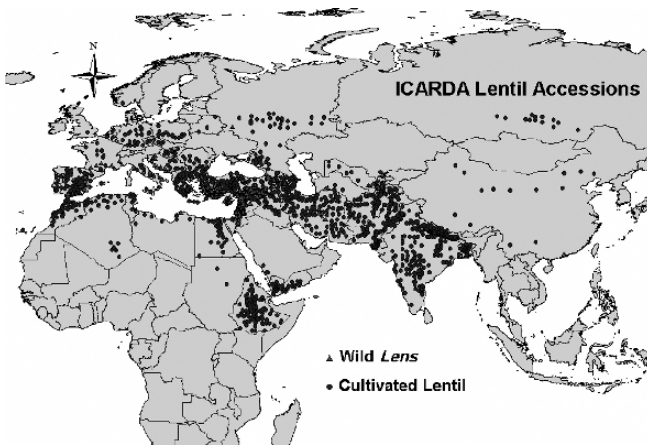 N
ICARDA Lentil Accessions
Wild Lens
Cultivated Lentil